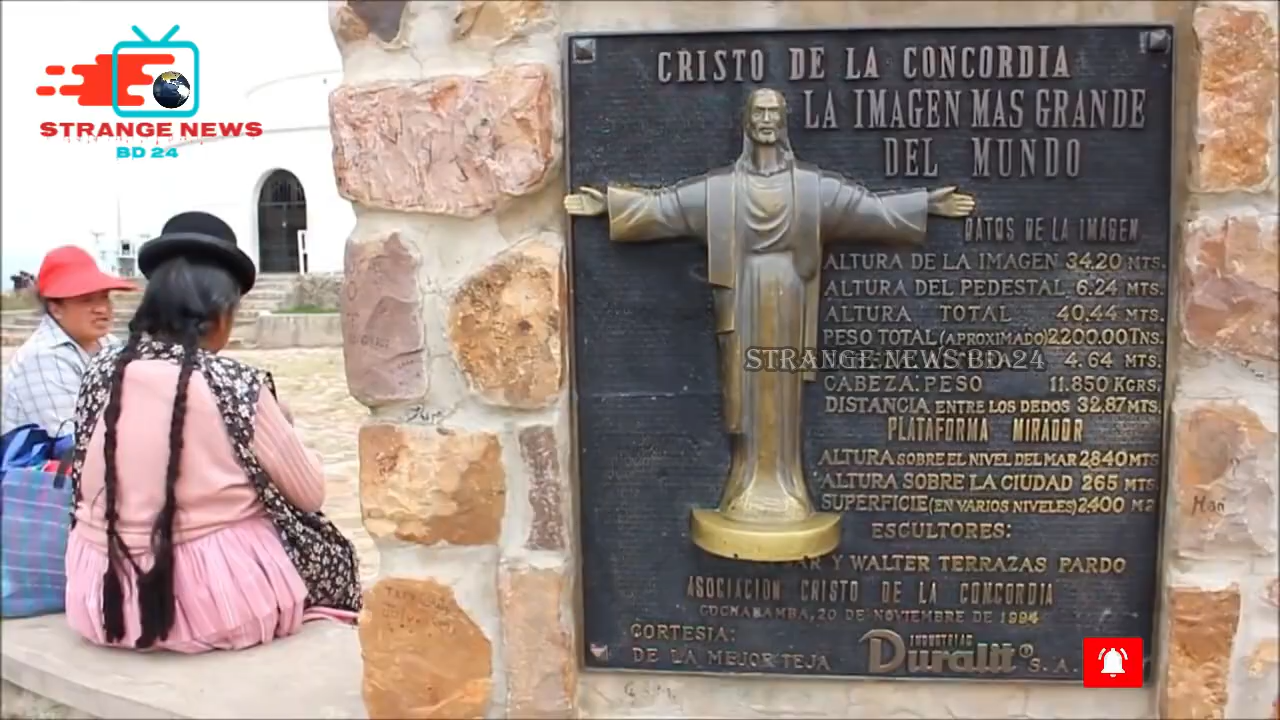 STRANGE NEWS
BD 24
CRISTO DE LA CONCORDIA
LA IMAGEN MAS GRANDE
DEL MUNDO
DATOS DE LA IMAGEN
ALTURA DE LA IMAGEN 34.20 MTS.
ALTURA DEL PEDESTAL 6.24 MTS.
ALTURA TOTAL 40,44 MTS.
PESO TOTAL (APROXIMADO) 2200.00 TNS.
STRANGE NEWS BD24
4.64 MTS.
CABEZA: PESO 11.850 KGRS.
DISTANCIA ENTRE LOS DEDOS 32,87 MTS.
PLATAFORMA MIRADOR
ALTURA SOBRE EL NIVEL DEL MAR 2840 MTS
ALTURA SOBRE LA CIUDAD 265 MTS
SUPERFICIE (EN VARIOS NIVELES) 2400 M2
ESCULTORES:
Y WALTER TERRAZAS PARDO
ASOCIACION CRISTO DE LA CONCORDIA
COCHABAMBA, 20 DE NOVIEMBRE DE 1994
CORTESIA:
DE LA MEJOR TEJA
INDUSTRIAS
Duralit® S.A.